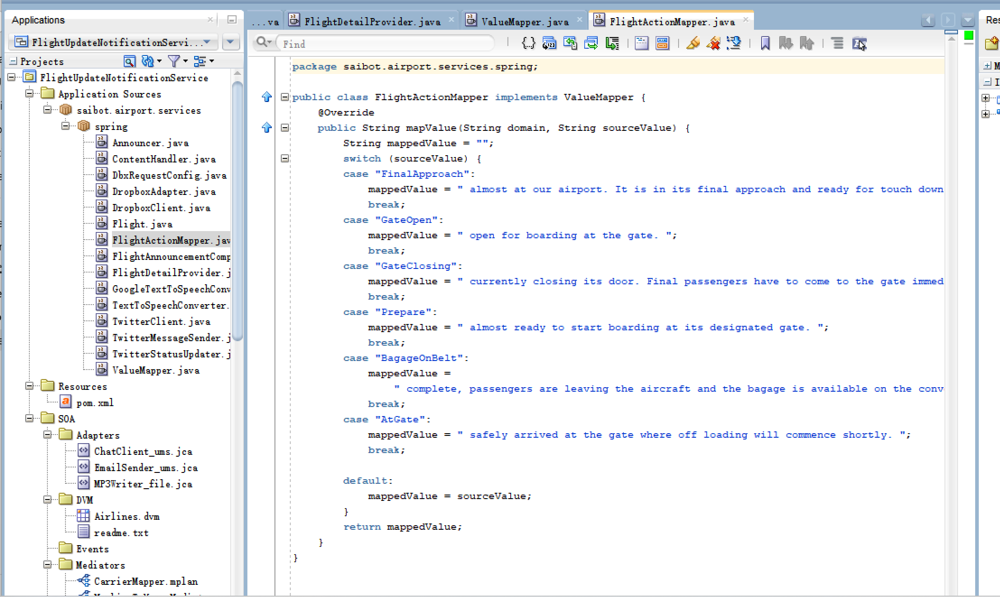 Applications
FlightUpdateNotificationServi...
Projects
FlightUpdateNotificationService
Application Sources
saibot.airport.services
spring
Announcer.java
ContentHandler.java
DbxRequestConfig.java
DropboxAdapter.java
DropboxClient.java
Flight.java
FlightActionMapper.jav
FlightAnnouncementComp
FlightDetailProvider.j
GoogleTextToSpeechConv
TextToSpeechConverter.
TwitterClient.java
TwitterMessageSender.j
TwitterStatusUpdater.j
ValueMapper.java
Resources
pom.xml
SOA
Adapters
ChatClient_ums.jca
EmailSender_ums.jca
MP3Writer_file.jca
DVM
Airlines.dvm
readme.txt
Events
Mediators
CarrierMapper.mplan
...va
FlightDetailProvider.java
ValueMapper.java
FlightActionMapper.java
Find
package saibot.airport.services.spring;
public class FlightActionMapper implements ValueMapper {
@Override
public String mapValue(String domain, String sourceValue) {
String mappedValue = "";
switch (sourceValue) {
case "FinalApproach":
mappedValue = " almost at our airport. It is in its final approach and ready for touch down
break;
case "GateOpen":
mappedValue = " open for boarding at the gate. ";
break;
case "GateClosing":
mappedValue = " currently closing its door. Final passengers have to come to the gate immed
break;
case "Prepare":
mappedValue = " almost ready to start boarding at its designated gate. ";
break;
case "BagageOnBelt":
mappedValue =
" complete, passengers are leaving the aircraft and the bagage is available on the conv
break;
case "AtGate":
mappedValue = " safely arrived at the gate where off loading will commence shortly. ";
break;
default:
mappedValue = sourceValue;
}
return mappedValue;
}
}
Res
M
I